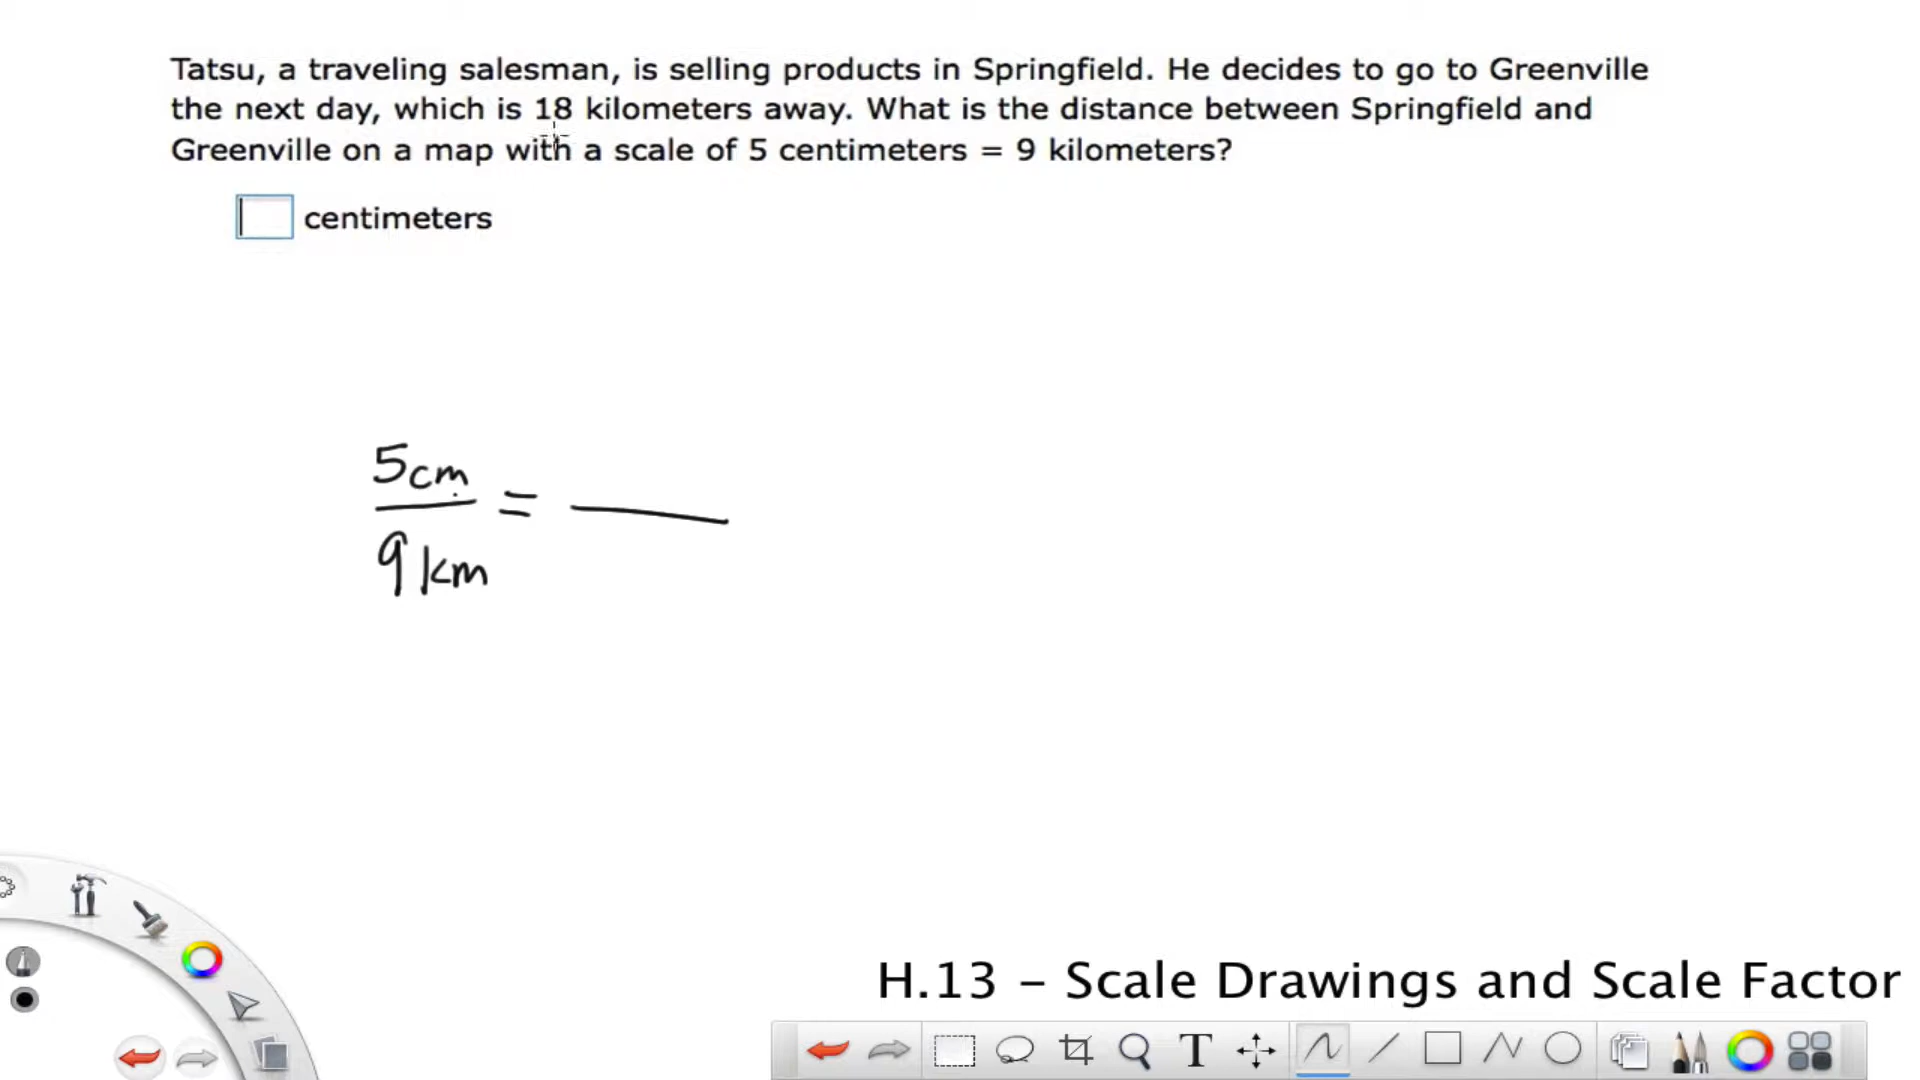 Tatsu, a traveling salesman, is selling products in Springfield. He decides to go to Greenville
the next day, which is 18 kilometers away. What is the distance between Springfield and
Greenville on a map with a scale of 5 centimeters = 9 kilometers?
centimeters
5cm
=
9km
H.13 – Scale Drawings and Scale Factor
T